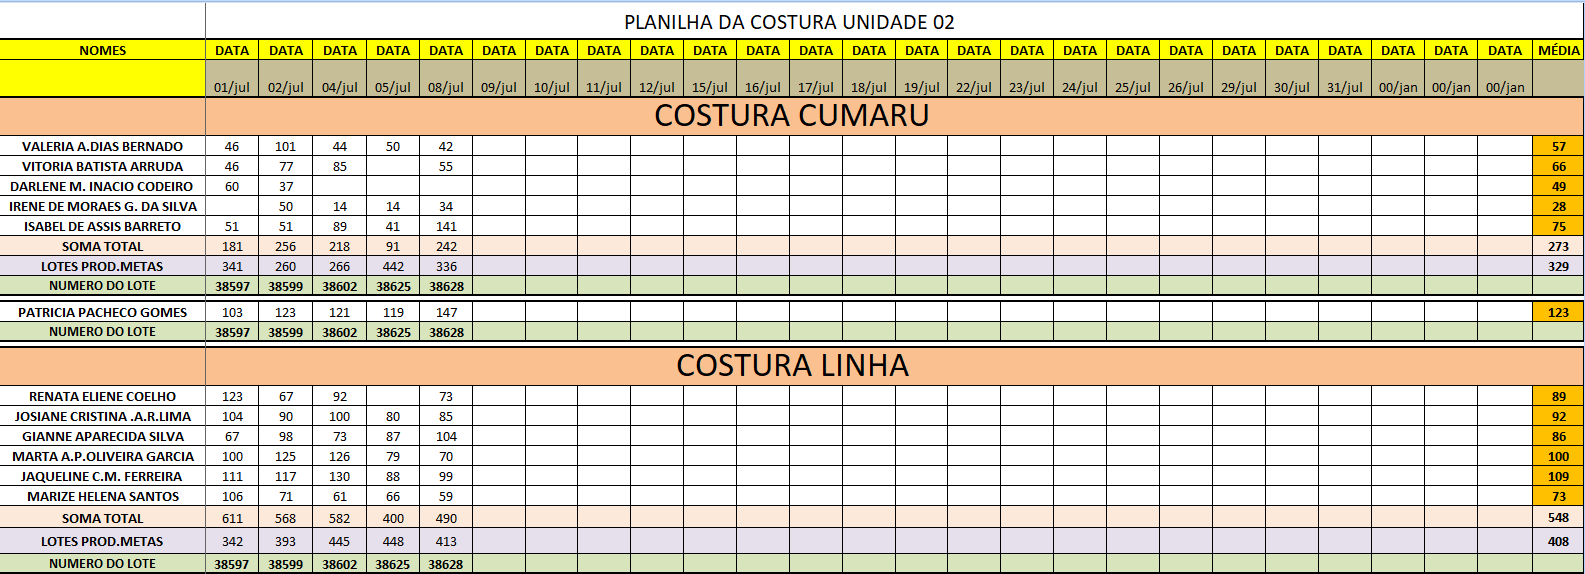 PLANILHA DA COSTURA UNIDADE 02
NOMES DATA DATA DATA DATA DATA DATA DATA DATA DATA DATA DATA DATA DATA DATA DATA DATA DATA DATA DATA DATA DATA DATA DATA DATA DATA MÉDIA
01/jul 02/jul 04/jul 05/jul 08/jul 09/jul 10/jul 11/jul 12/jul 15/jul 16/jul 17/jul 18/jul 19/jul 22/jul 23/jul 24/jul 25/jul 26/jul 29/jul 30/jul 31/jul 00/jan 00/jan 00/jan
COSTURA CUMARU
VALERIA A.DIAS BERNADO 46 101 44 50 42 57
VITORIA BATISTA ARRUDA 46 77 85 55 66
DARLENE M. INACIO CODEIRO 60 37 49
IRENE DE MORAES G. DA SILVA 50 14 14 34 28
ISABEL DE ASSIS BARRETO 51 51 89 41 141 75
SOMA TOTAL 181 256 218 91 242 273
LOTES PROD.METAS 341 260 266 442 336 329
NUMERO DO LOTE 38597 38599 38602 38625 38628
PATRICIA PACHECO GOMES 103 123 121 119 147 123
NUMERO DO LOTE 38597 38599 38602 38625 38628
COSTURA LINHA
RENATA ELIENE COELHO 123 67 92 73 89
JOSIANE CRISTINA .A.R.LIMA 104 90 100 80 85 92
GIANNE APARECIDA SILVA 67 98 73 87 104 86
MARTA A.P.OLIVEIRA GARCIA 100 125 126 79 70 100
JAQUELINE C.M. FERREIRA 111 117 130 88 99 109
MARIZE HELENA SANTOS 106 71 61 66 59 73
SOMA TOTAL 611 568 582 400 490 548
LOTES PROD.METAS 342 393 445 448 413 408
NUMERO DO LOTE 38597 38599 38602 38625 38628